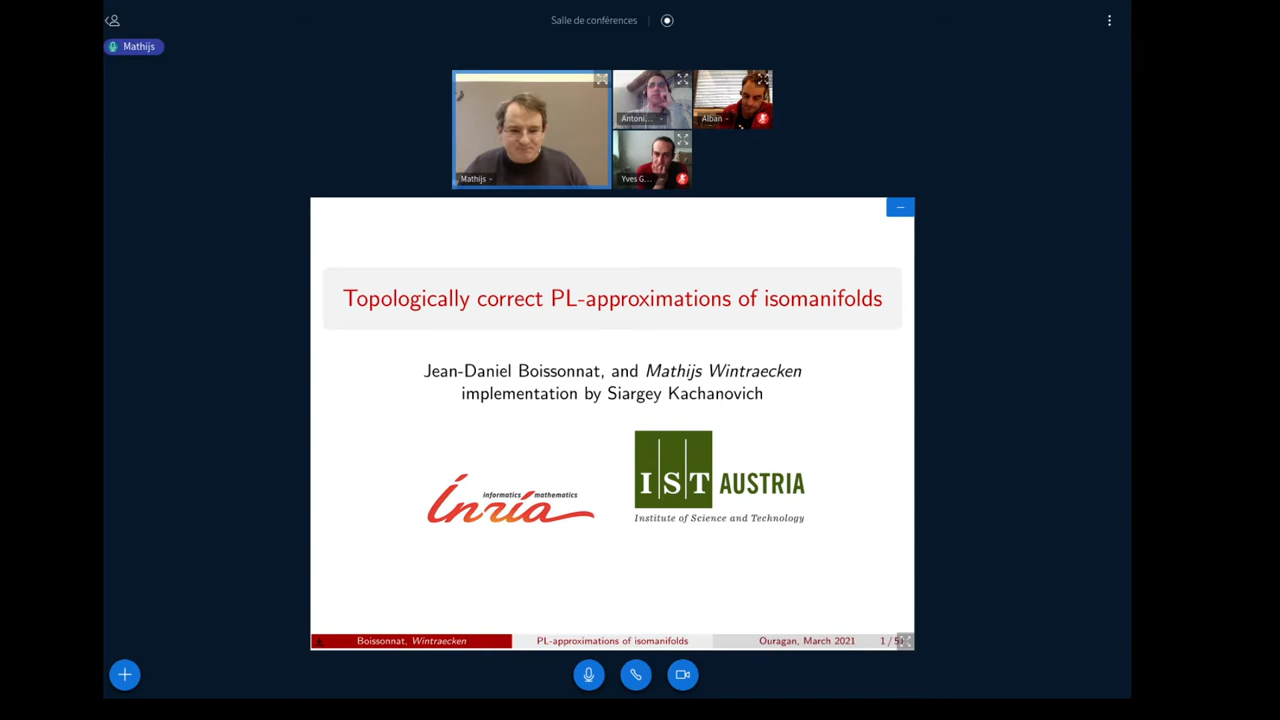 Salle de conférences
Mathijs
Antoni...
Alban
Mathijs
Yves G...
Topologically correct PL-approximations of isomanifolds
Jean-Daniel Boissonnat, and Mathijs Wintraecken
implementation by Siargey Kachanovich
informatics mathematics
Inria
IST AUSTRIA
Institute of Science and Technology
Boissonnat, Wintraecken
PL-approximations of isomanifolds
Ouragan, March 2021
1 /